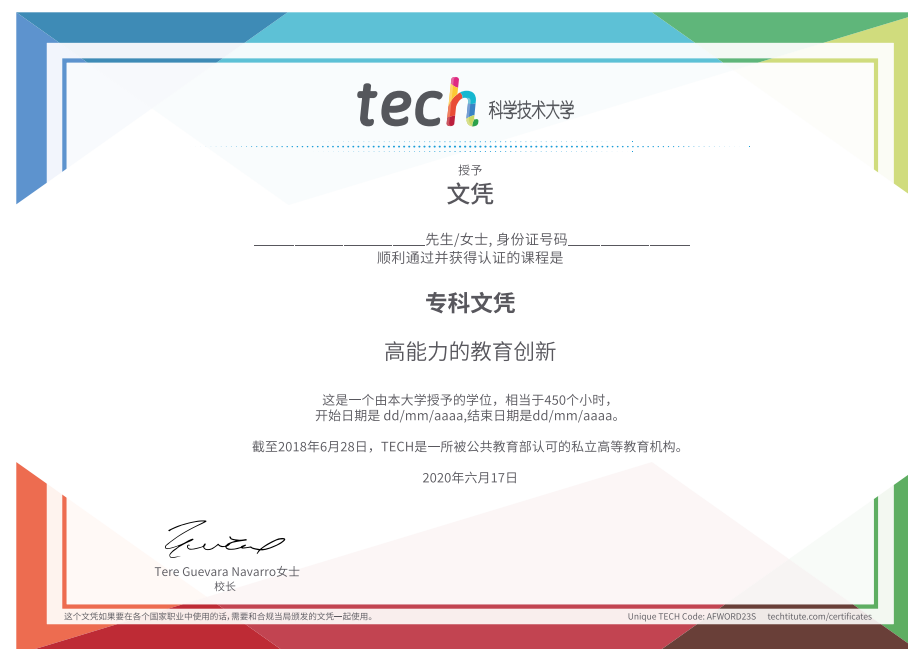 tech 科学技术大学
授予
文凭
____________________先生/女士, 身份证号码_______________
顺利通过并获得认证的课程是
专科文凭
高能力的教育创新
这是一个由本大学授予的学位，相当于450个小时，
开始日期是 dd/mm/aaaa,结束日期是dd/mm/aaaa。
截至2018年6月28日，TECH是一所被公共教育部认可的私立高等教育机构。
2020年六月17日
Tere Guevara Navarro女士
校长
这个文凭如果要在各个国家职业中使用的话,需要和合规当局颁发的文凭一起使用。
Unique TECH Code: AFWORD23S techtitute.com/certificates